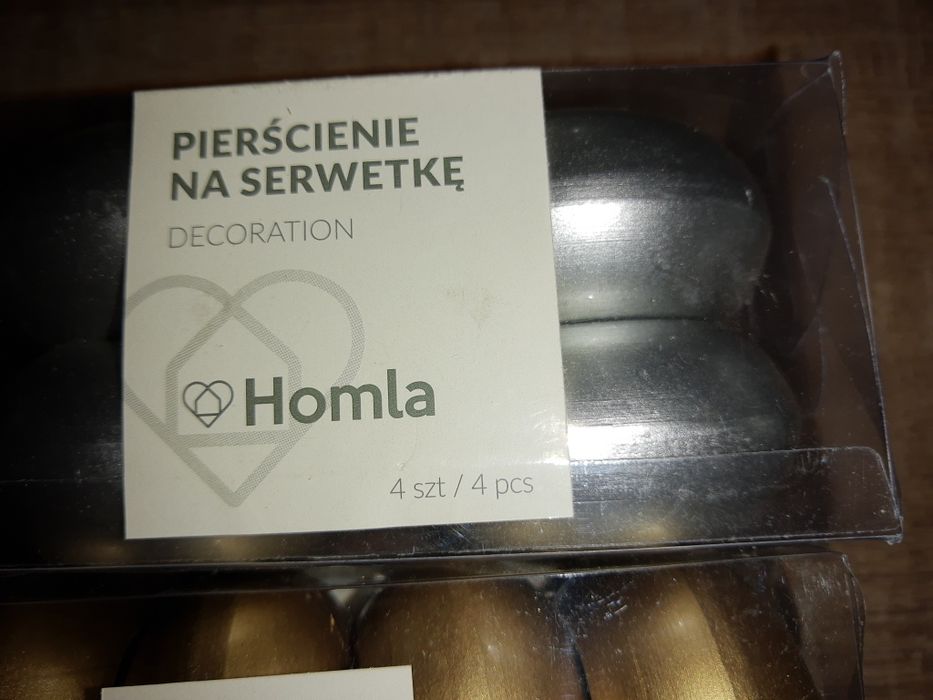 PIERŚCIENIE
NA SERWETKĘ
DECORATION
Homla
4 szt / 4 pcs